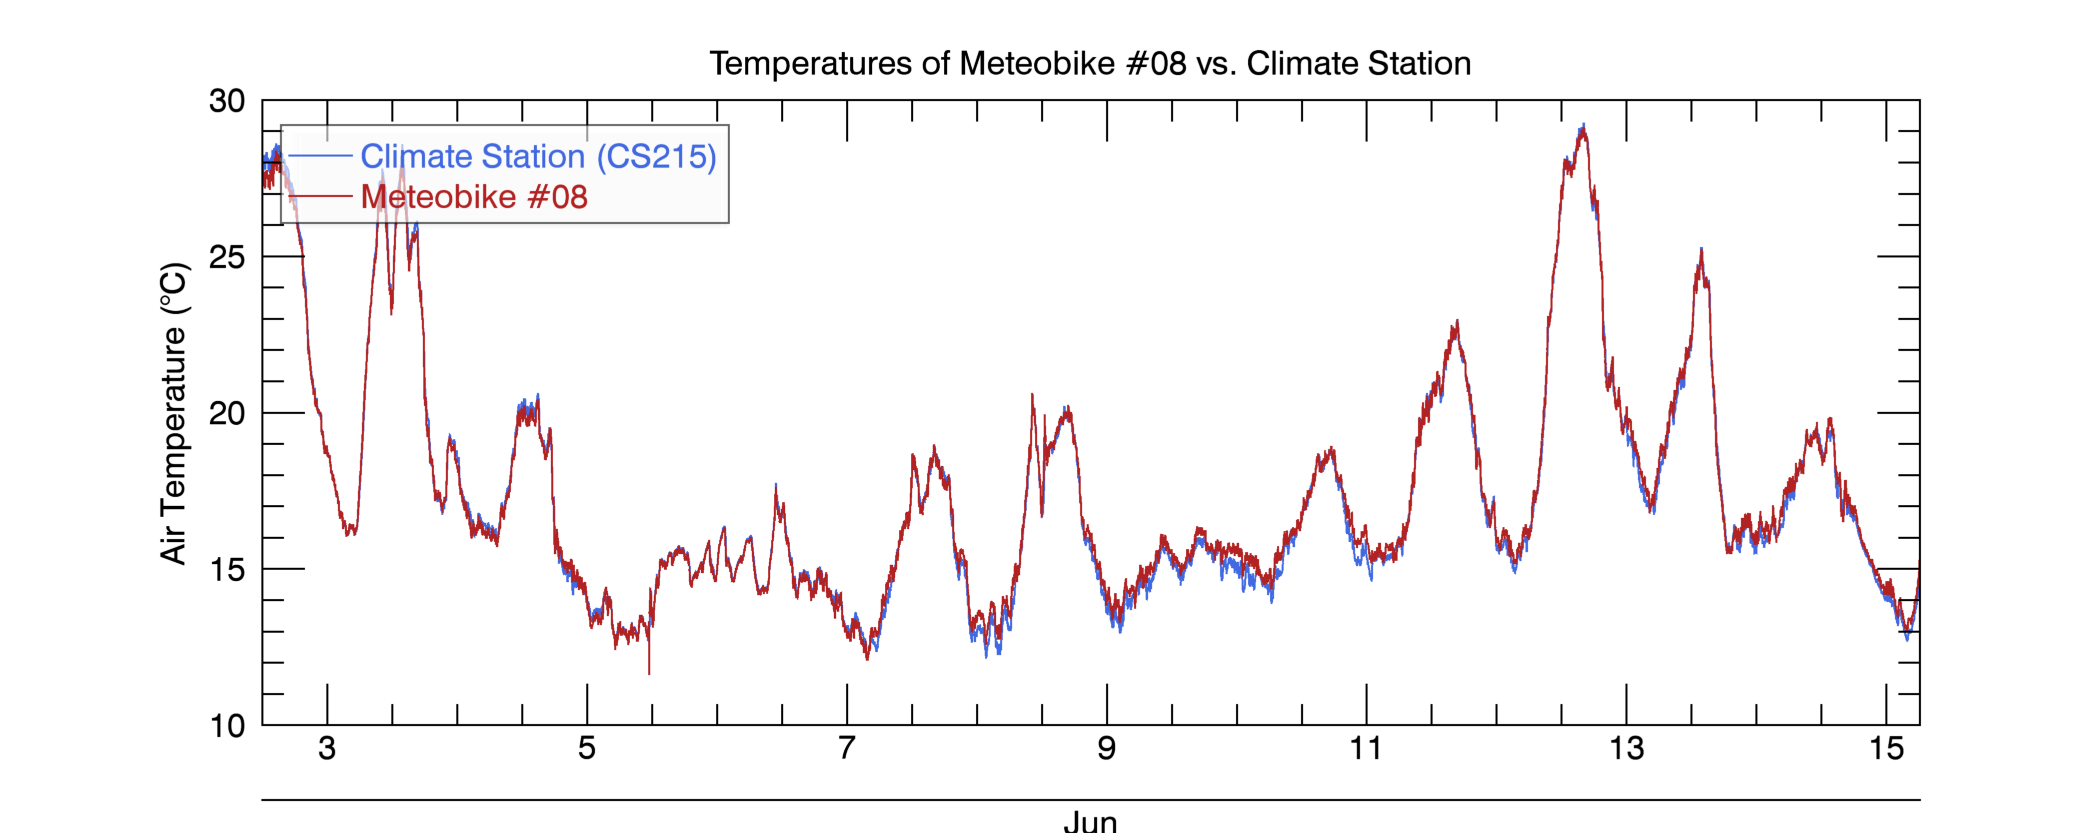 Temperatures of Meteobike #08 vs. Climate Station
30
Climate Station (CS215)
Meteobike #08
25
20
15
10
Air Temperature (°C)
3 5 7 9 11 13 15
Jun